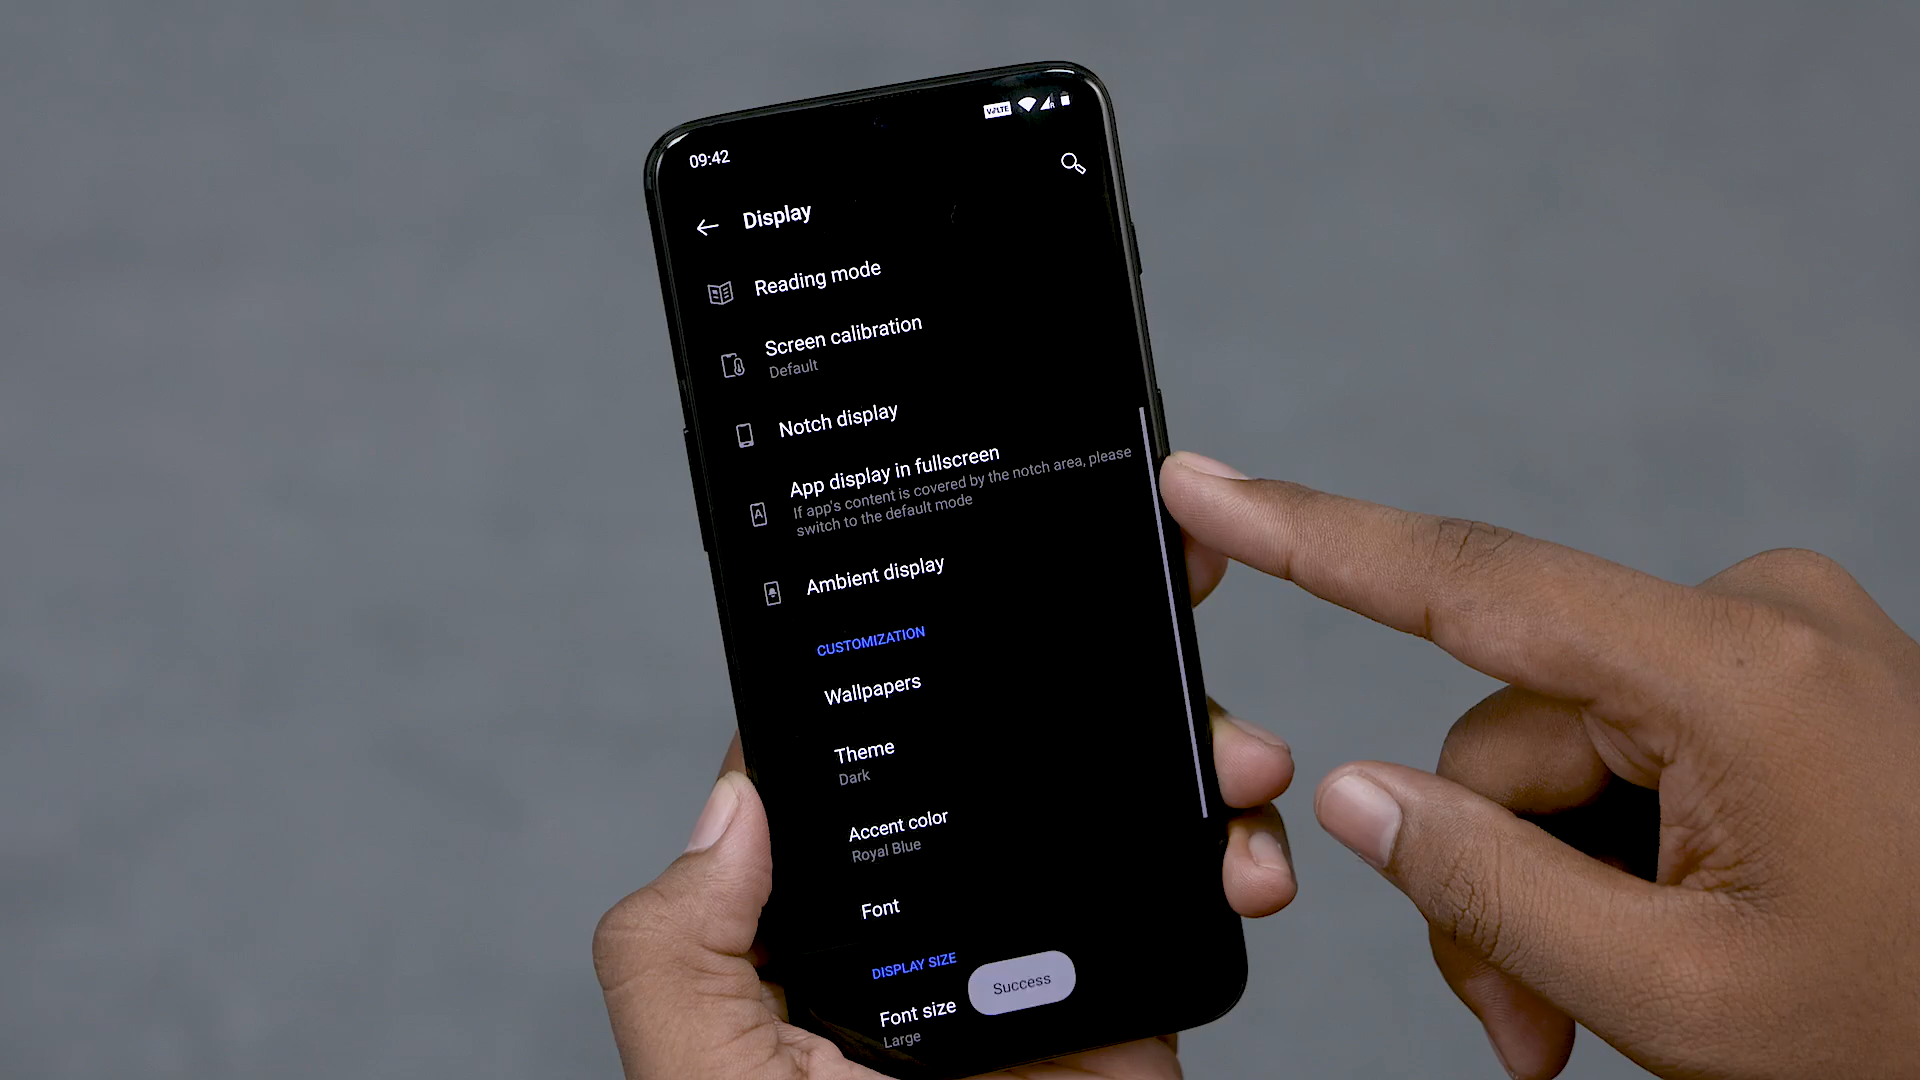 VoLTE
09:42
Display
Reading mode
Screen calibration
Default
Notch display
App display in fullscreen
If app's content is covered by the notch area, please
switch to the default mode
Ambient display
CUSTOMIZATION
Wallpapers
Theme
Dark
Accent color
Royal Blue
Font
DISPLAY SIZE
Success
Font size
Large